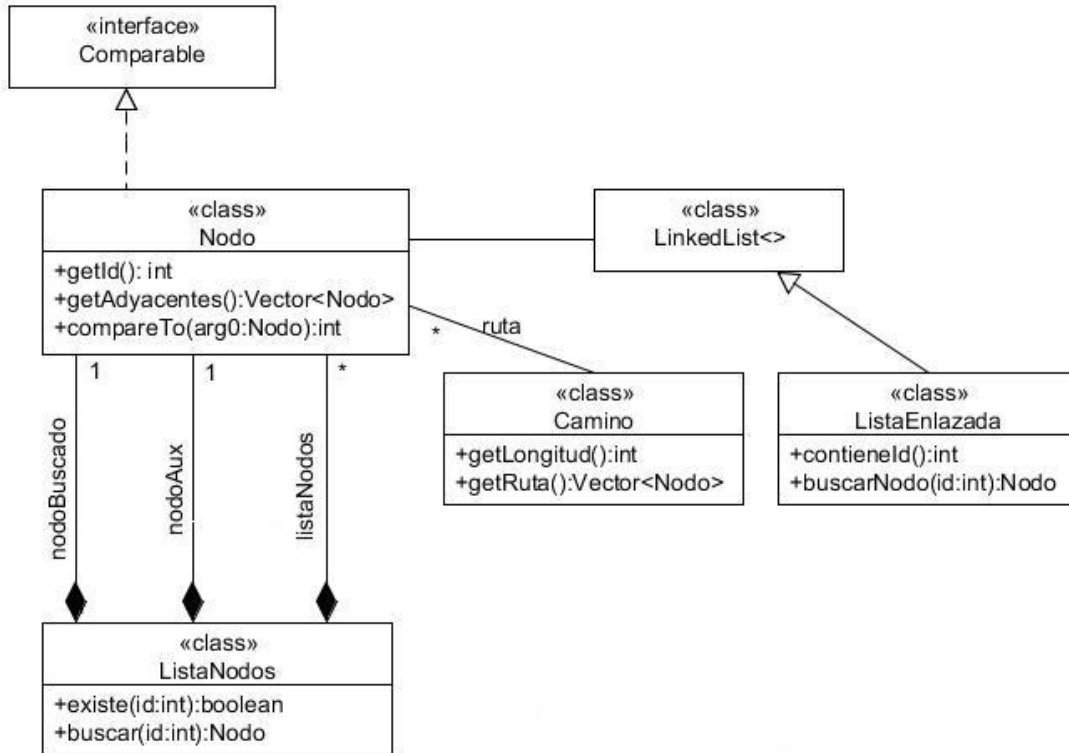 «interface»
Comparable
«class»
Nodo
+getId(): int
+getAdyacentes():Vector<Nodo>
+compareTo(arg0:Nodo):int
«class»
LinkedList<>
*
ruta
1
1
*
«class»
Camino
+getLongitud():int
+getRuta():Vector<Nodo>
«class»
ListaEnlazada
+contieneId():int
+buscarNodo(id:int):Nodo
nodoBuscado
nodoAux
listaNodos
«class»
ListaNodos
+existe(id:int):boolean
+buscar(id:int):Nodo